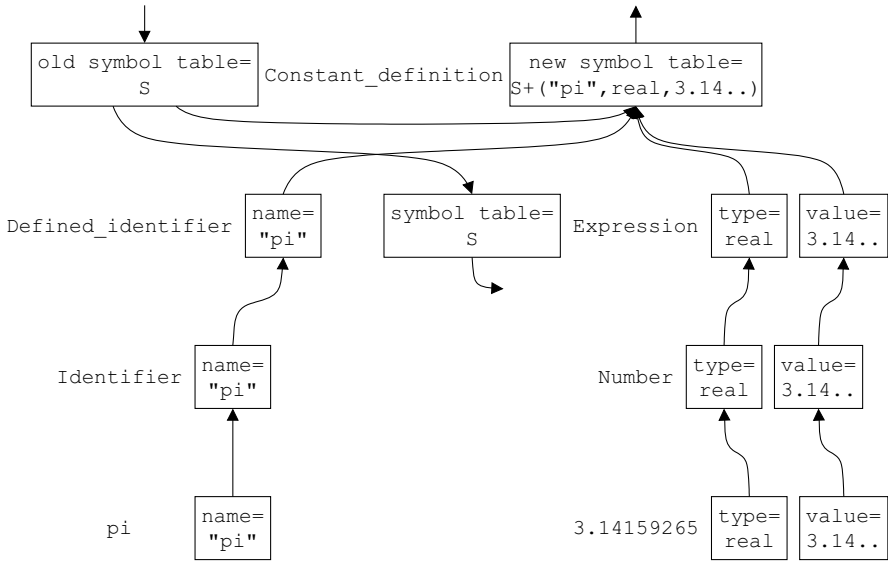 old symbol table=
S
Constant_definition
new symbol table=
S+("pi",real,3.14..)
Defined_identifier
name=
"pi"
symbol table=
S
Expression
type=
real
value=
3.14..
Identifier
name=
"pi"
Number
type=
real
value=
3.14..
pi
name=
"pi"
3.14159265
type=
real
value=
3.14..